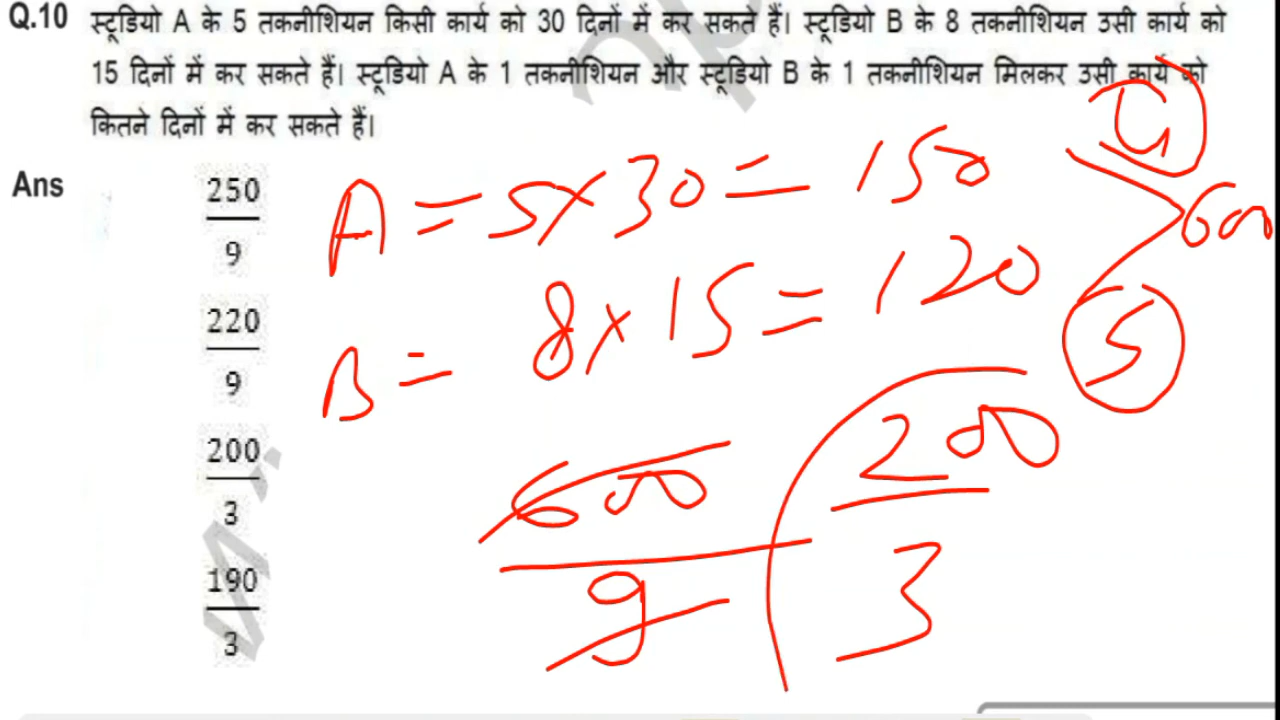 Q.10 स्टूडियो A के 5 तकनीशियन किसी कार्य को 30 दिनों में कर सकते हैं। स्टूडियो B के 8 तकनीशियन उसी कार्य को
15 दिनों में कर सकते हैं। स्टूडियो A के 1 तकनीशियन और स्टूडियो B के 1 तकनीशियन मिलकर उसी कार्य को
कितने दिनों में कर सकते हैं।
Ans
250
9
220
9
200
3
190
3
A = 5×30 = 150
B = 8×15 = 120
4
600
5
600
9
200
3